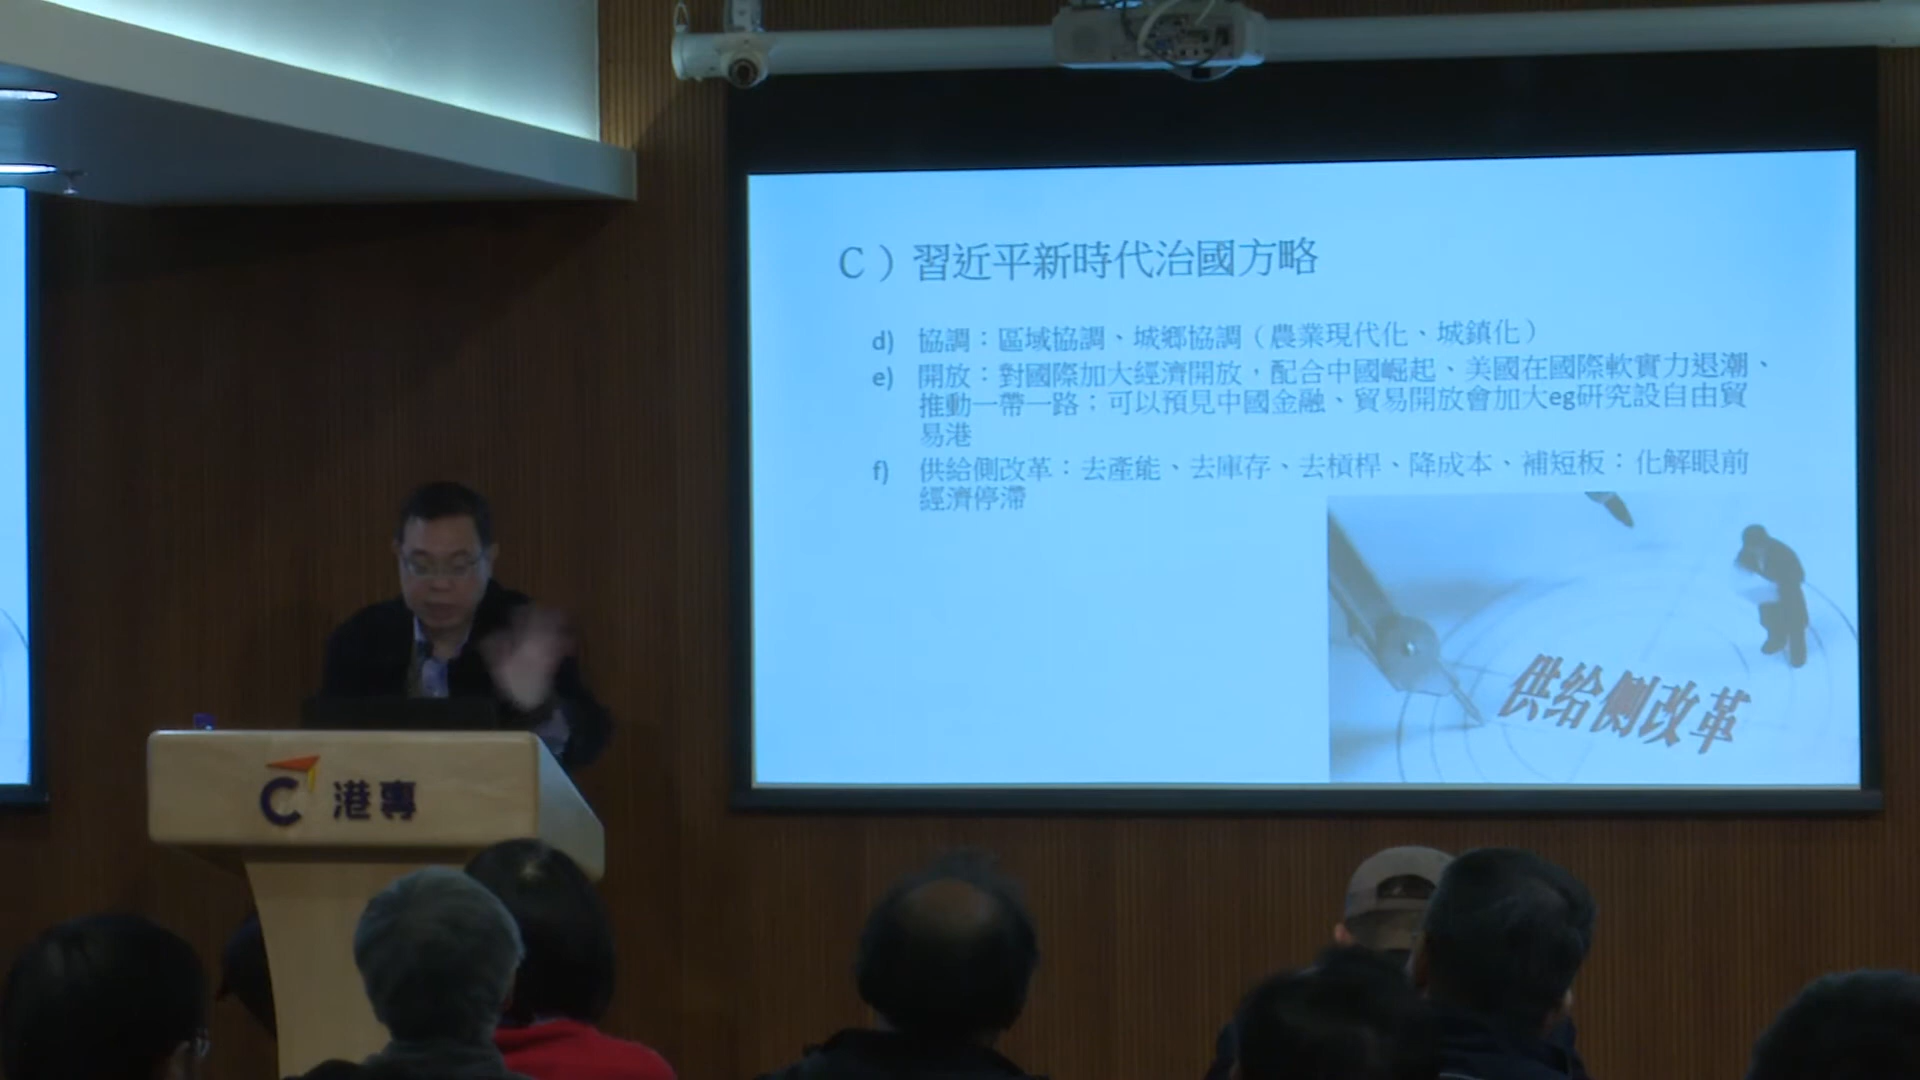 C）習近平新時代治國方略
d) 協調：區域協調、城鄉協調（農業現代化、城鎮化）
e) 開放：對國際加大經濟開放，配合中國崛起、美國在國際軟實力退潮、
推動一帶一路；可以預見中國金融、貿易開放會加大eg研究設自由貿
易港
f) 供給側改革：去產能、去庫存、去槓桿、降成本、補短板：化解眼前
經濟停滯
供给侧改革
港專